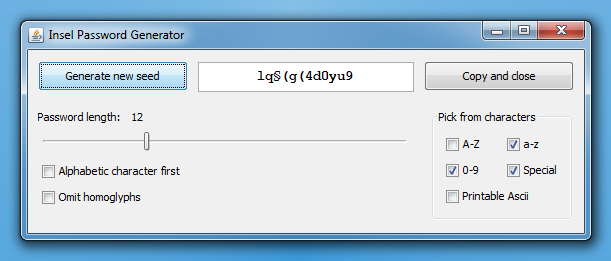 Insel Password Generator
Generate new seed
lq§(g(4d0yu9
Copy and close
Password length: 12
Pick from characters
A-Z
a-z
Alphabetic character first
0-9
Special
Omit homoglyphs
Printable Ascii